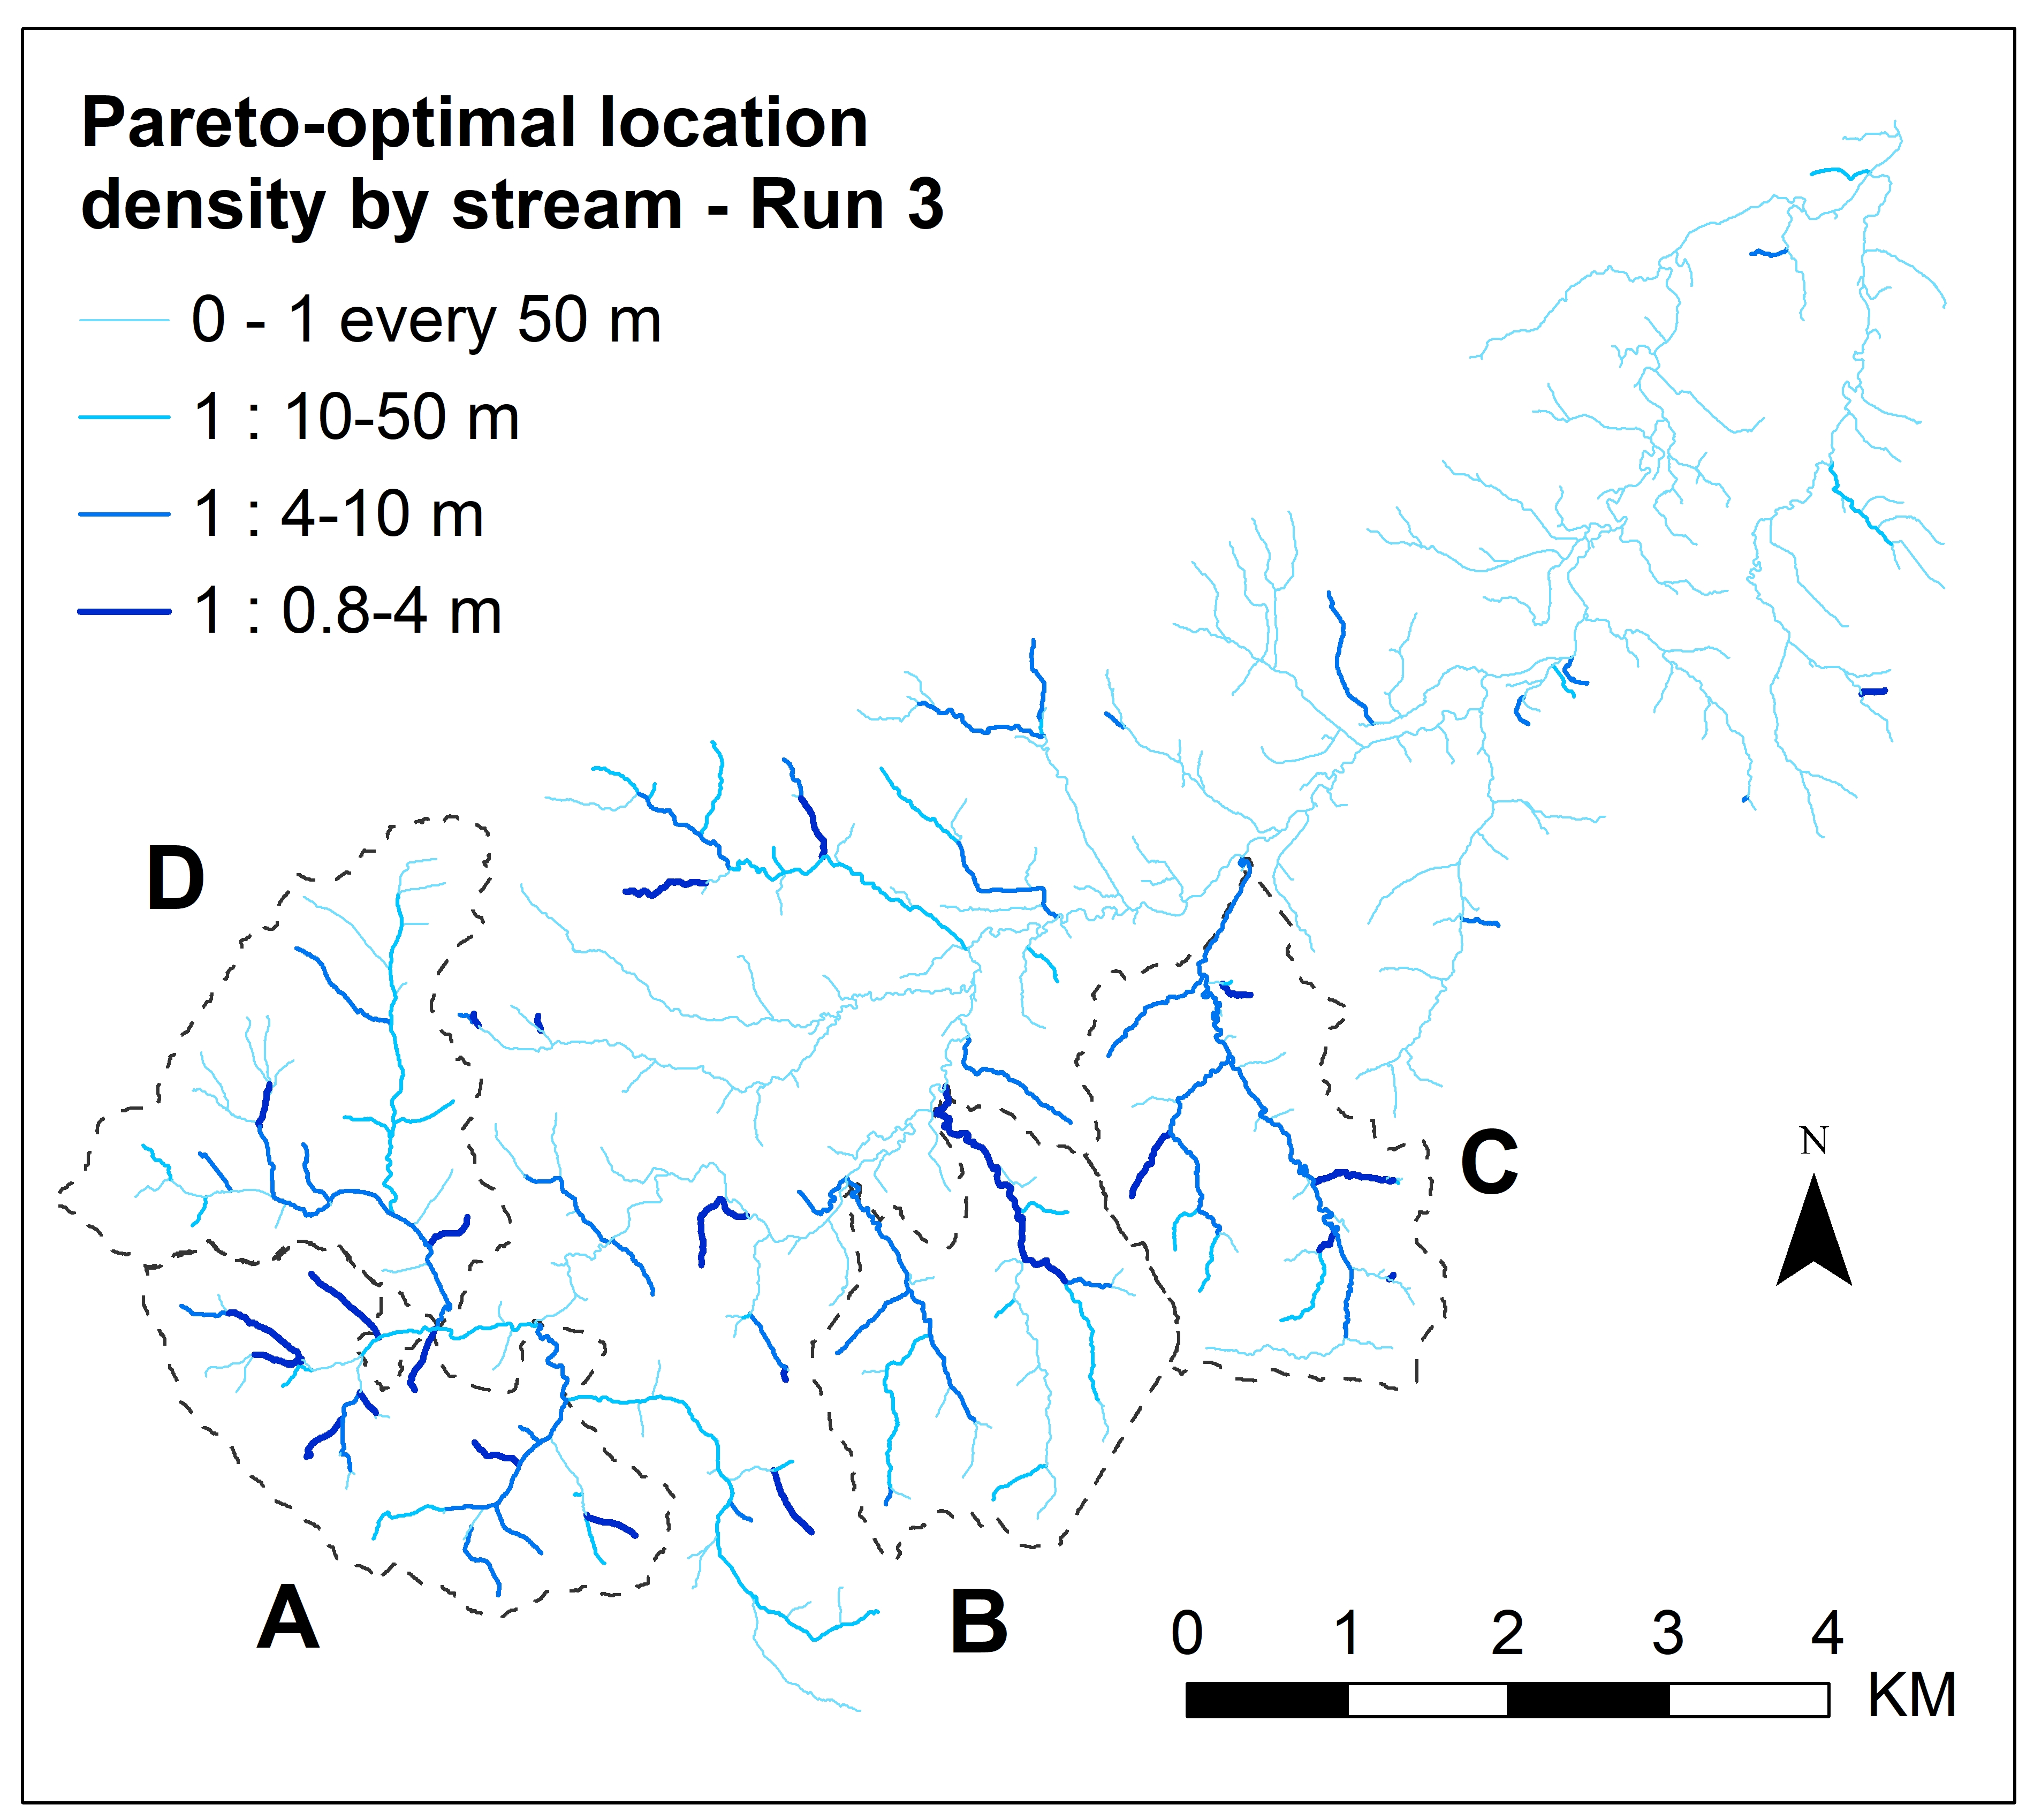 Pareto-optimal location
density by stream - Run 3
0 - 1 every 50 m
1 : 10-50 m
1 : 4-10 m
1 : 0.8-4 m
D
C
N
A
B
0 1 2 3 4
KM